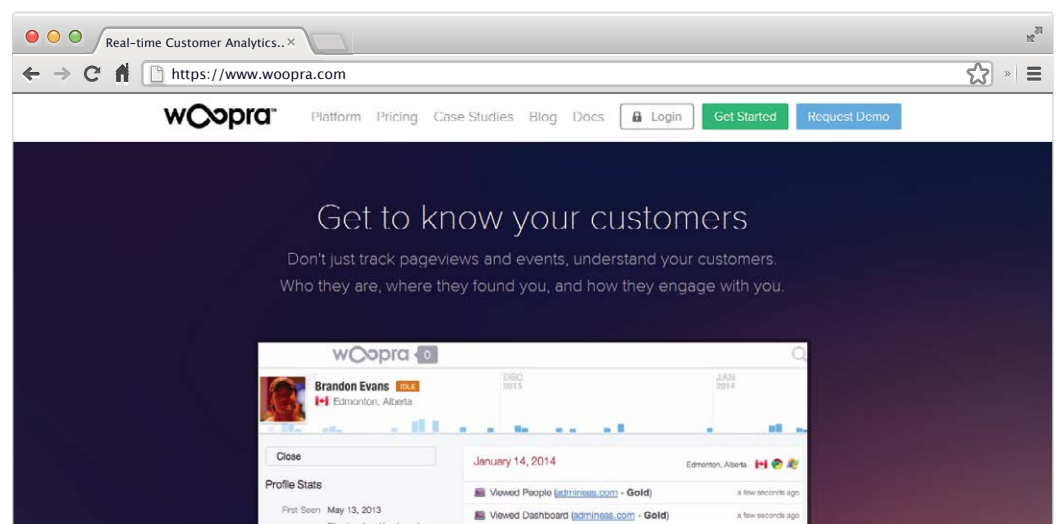 Real-time Customer Analytics..×
https://www.woopra.com
wOopra™ Platform Pricing Case Studies Blog Docs Login Get Started Request Demo
Get to know your customers
Don't just track pageviews and events, understand your customers.
Who they are, where they found you, and how they engage with you.
wOopra 0
DEC
2013
JAN
2014
Brandon Evans IDLE
Edmonton, Alberta
Close
Profile Stats
First Seen May 13, 2013
January 14, 2014 Edmonton, Alberta
Viewed People (admineas.com - Gold) a few seconds ago
Viewed Dashboard (admineas.com - Gold) a few seconds ago